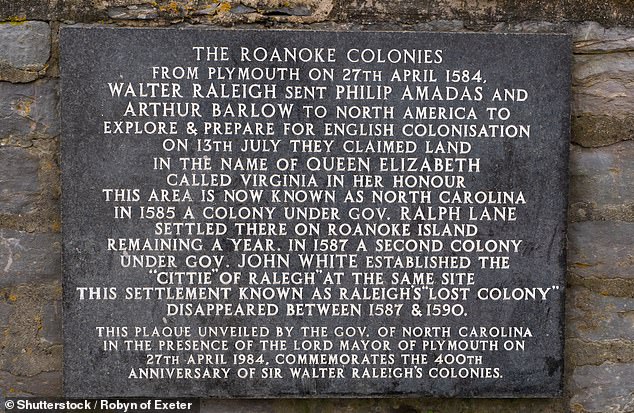 THE ROANOKE COLONIES
FROM PLYMOUTH ON 27TH APRIL 1584,
WALTER RALEIGH SENT PHILIP AMADAS AND
ARTHUR BARLOW TO NORTH AMERICA TO
EXPLORE & PREPARE FOR ENGLISH COLONISATION
ON 13TH JULY THEY CLAIMED LAND
IN THE NAME OF QUEEN ELIZABETH
CALLED VIRGINIA IN HER HONOUR
THIS AREA IS NOW KNOWN AS NORTH CAROLINA
IN 1585 A COLONY UNDER GOV. RALPH LANE
SETTLED THERE ON ROANOKE ISLAND
REMAINING A YEAR. IN 1587 A SECOND COLONY
UNDER GOV. JOHN WHITE ESTABLISHED THE
"CITTIE" OF RALEGH" AT THE SAME SITE
THIS SETTLEMENT KNOWN AS RALEIGH'S "LOST COLONY"
DISAPPEARED BETWEEN 1587 & 1590.
THIS PLAQUE UNVEILED BY THE GOV. OF NORTH CAROLINA
IN THE PRESENCE OF THE LORD MAYOR OF PLYMOUTH ON
27TH APRIL 1984, COMMEMORATES THE 400TH
ANNIVERSARY OF SIR WALTER RALEIGH'S COLONIES.
© Shutterstock / Robyn of Exeter